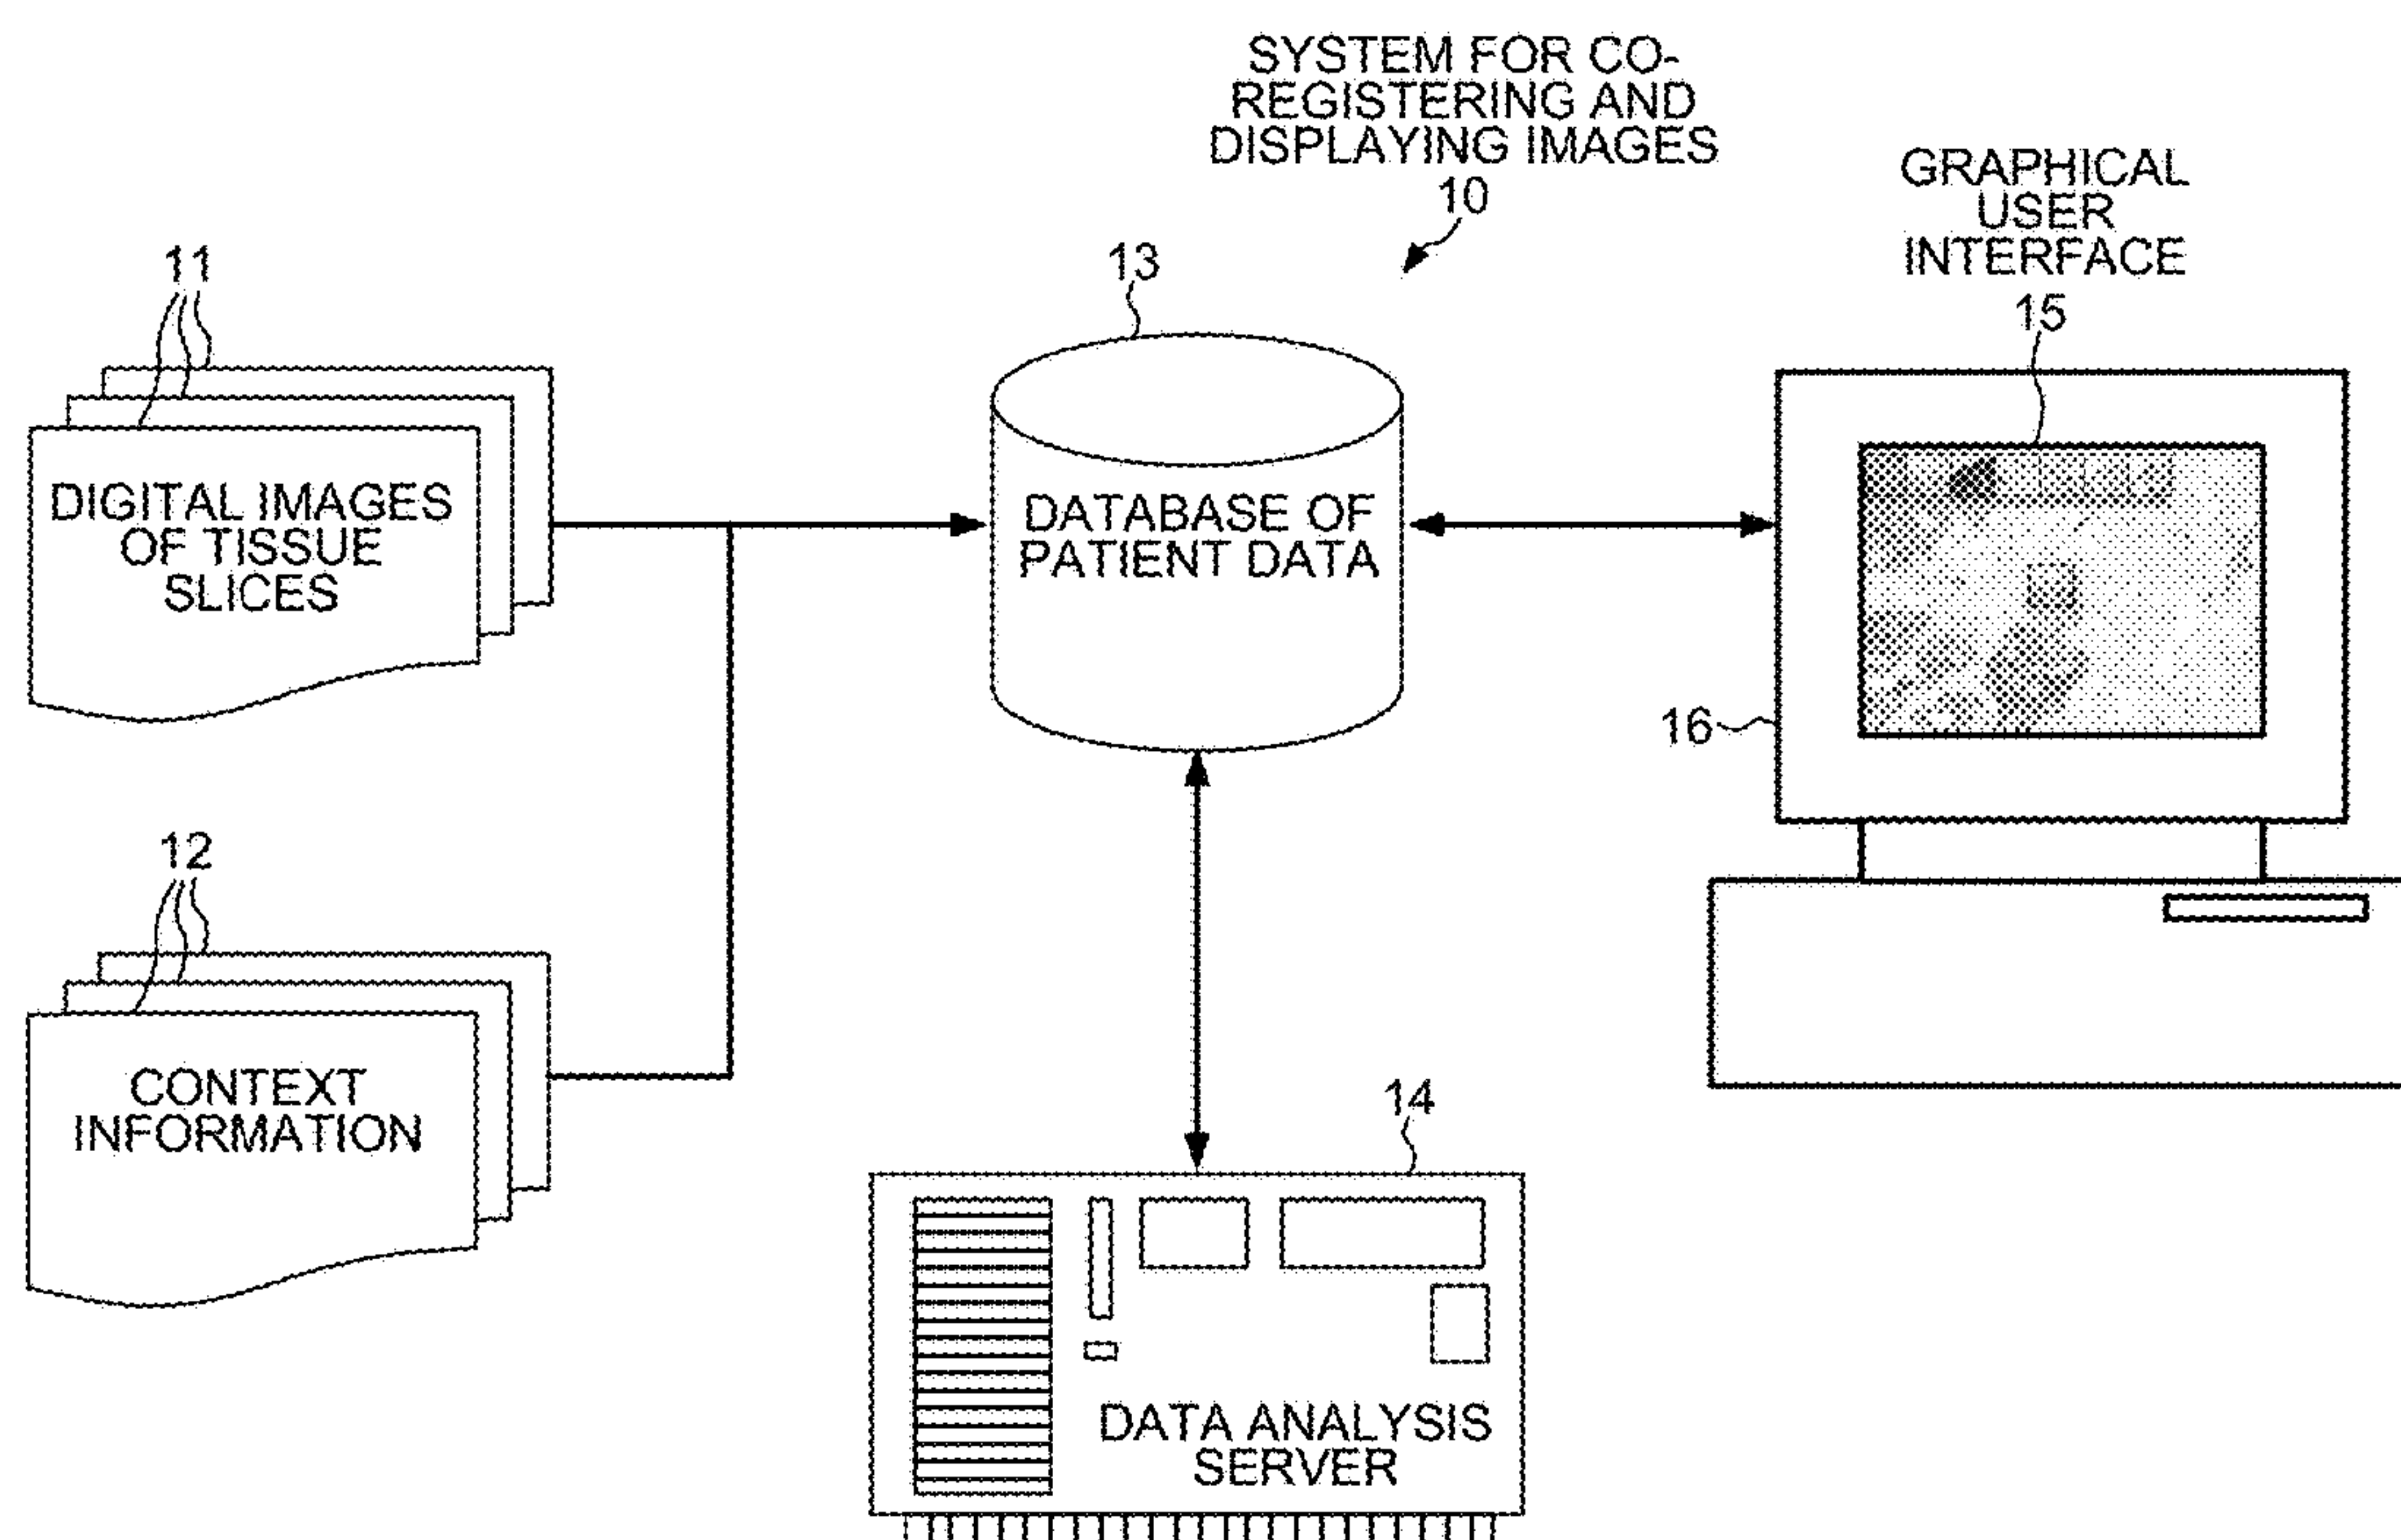 SYSTEM FOR CO-
REGISTERING AND
DISPLAYING IMAGES
10
GRAPHICAL
USER
INTERFACE
15
11
DIGITAL IMAGES
OF TISSUE
SLICES
13
DATABASE OF
PATIENT DATA
16
12
CONTEXT
INFORMATION
14
DATA ANALYSIS
SERVER